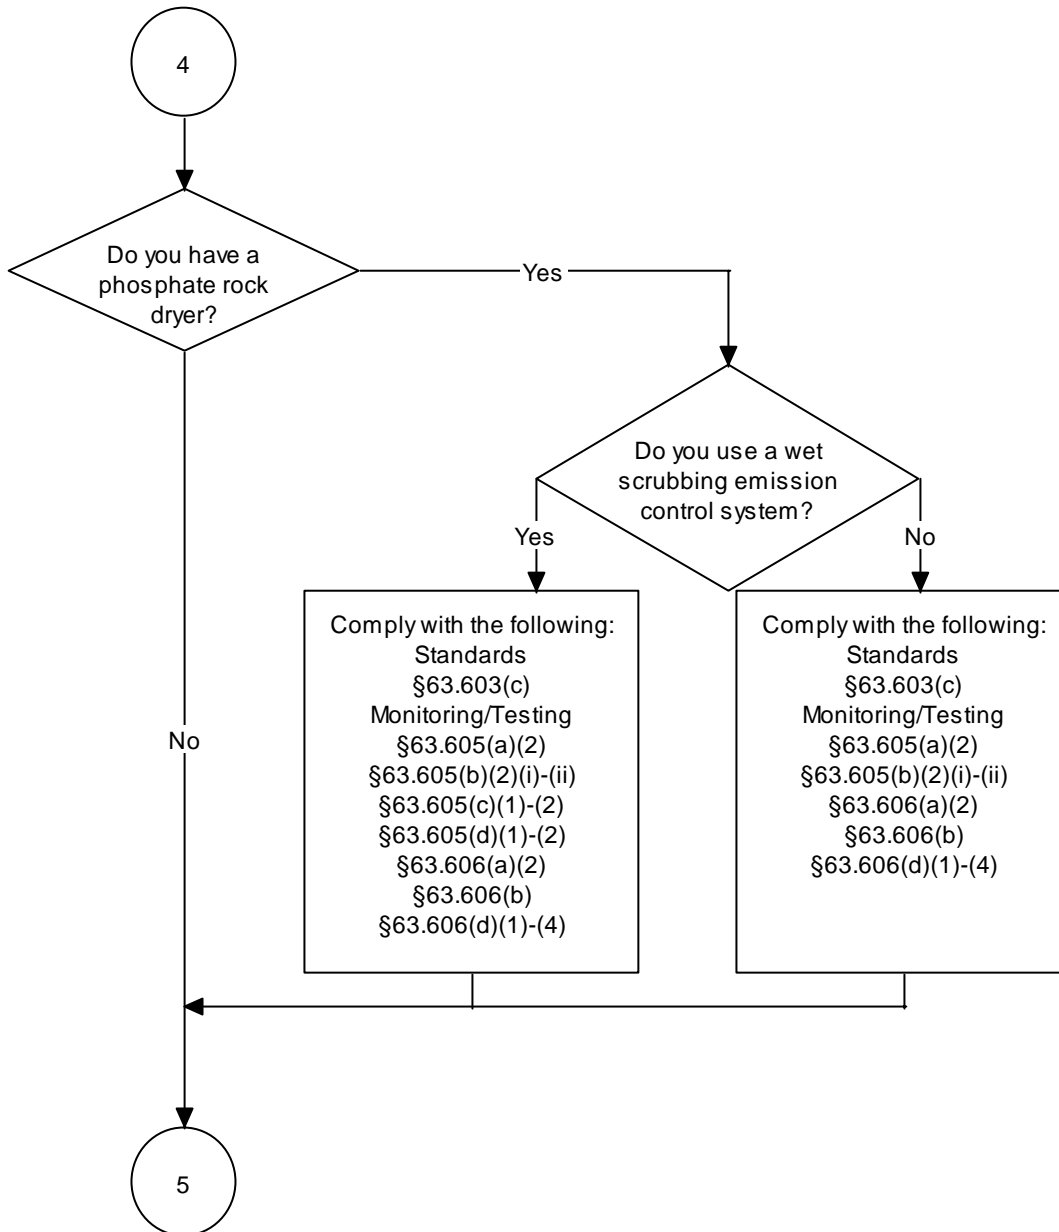 4
Do you have a
phosphate rock
dryer?
Yes
Do you use a wet
scrubbing emission
control system?
Yes
No
Comply with the following:
Standards
§63.603(c)
Monitoring/Testing
§63.605(a)(2)
§63.605(b)(2)(i)-(ii)
§63.605(c)(1)-(2)
§63.605(d)(1)-(2)
§63.606(a)(2)
§63.606(b)
§63.606(d)(1)-(4)
Comply with the following:
Standards
§63.603(c)
Monitoring/Testing
§63.605(a)(2)
§63.605(b)(2)(i)-(ii)
§63.606(a)(2)
§63.606(b)
§63.606(d)(1)-(4)
No
5